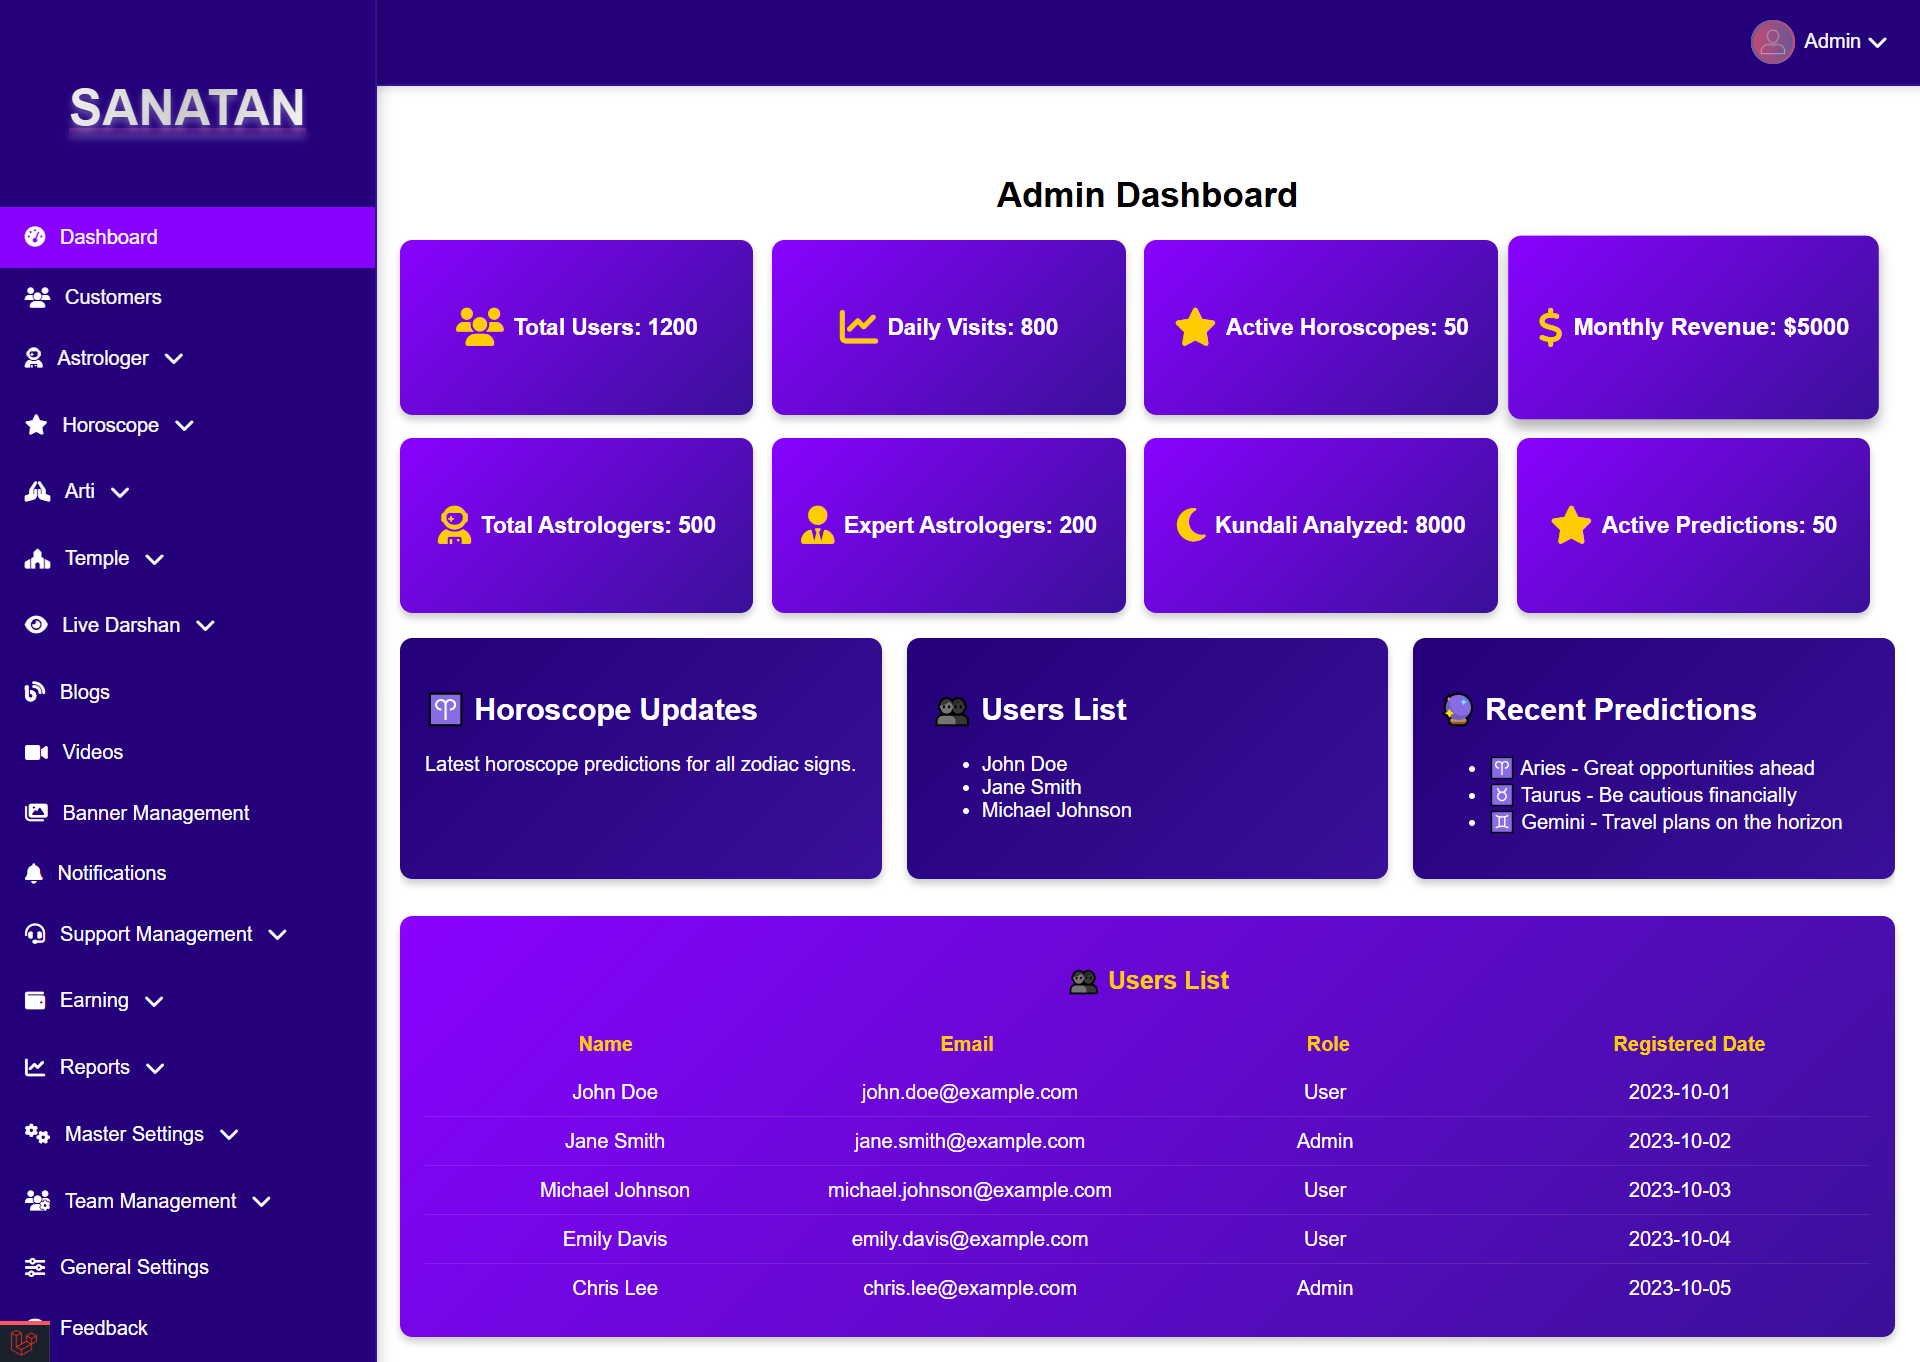 SANATAN
Dashboard
Customers
Astrologer
Horoscope
Arti
Temple
Live Darshan
Blogs
Videos
Banner Management
Notifications
Support Management
Earning
Reports
Master Settings
Team Management
General Settings
Feedback
Admin
Admin Dashboard
Total Users: 1200
Daily Visits: 800
Active Horoscopes: 50
Monthly Revenue: $5000
Total Astrologers: 500
Expert Astrologers: 200
Kundali Analyzed: 8000
Active Predictions: 50
♈ Horoscope Updates
Latest horoscope predictions for all zodiac signs.
👥 Users List
• John Doe
• Jane Smith
• Michael Johnson
🔮 Recent Predictions
• ♈ Aries - Great opportunities ahead
• ♉ Taurus - Be cautious financially
• ♊ Gemini - Travel plans on the horizon
👥 Users List
Name Email Role Registered Date
John Doe john.doe@example.com User 2023-10-01
Jane Smith jane.smith@example.com Admin 2023-10-02
Michael Johnson michael.johnson@example.com User 2023-10-03
Emily Davis emily.davis@example.com User 2023-10-04
Chris Lee chris.lee@example.com Admin 2023-10-05